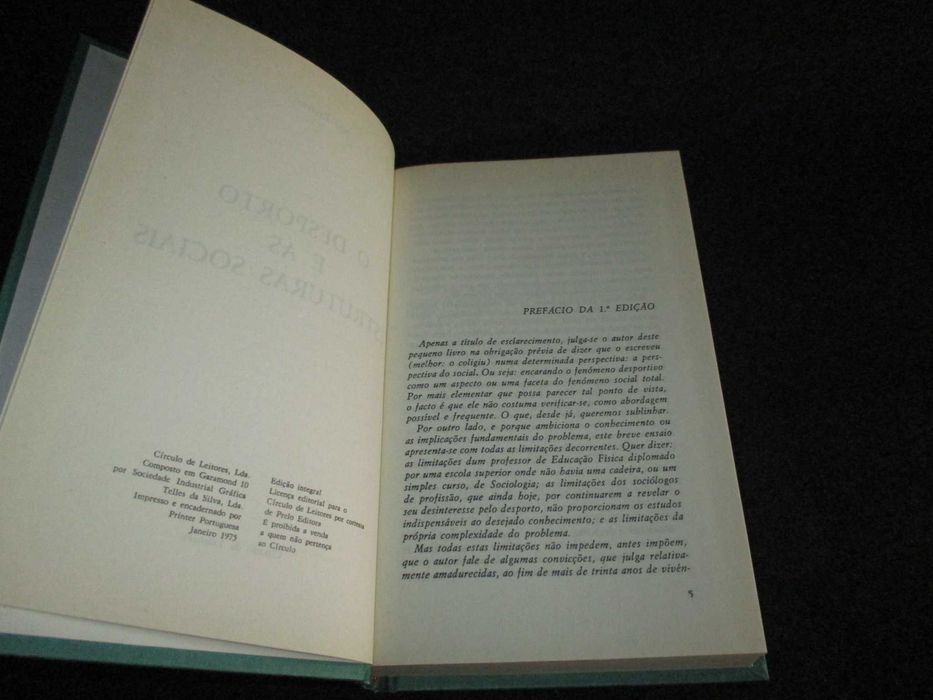 O DESPORTO
E AS
ESTRUTURAS SOCIAIS
Círculo de Leitores, Lda.
Composto em Garamond 10
por Sociedade Industrial Gráfica
Telles da Silva, Lda.
Impresso e encadernado por
Printer Portuguesa
Janeiro 1975
Edição integral
Licença editorial para o
Círculo de Leitores por cortesia
de Prelo Editora
É proibida a venda
a quem não pertença
ao Círculo
PREFÁCIO DA 1.ª EDIÇÃO
Apenas a título de esclarecimento, julga-se o autor deste
pequeno livro na obrigação prévia de dizer que o escreveu
(melhor: o coligiu) numa determinada perspectiva: a pers-
pectiva do social. Ou seja: encarando o fenómeno desportivo
como um aspecto ou uma faceta do fenómeno social total.
Por mais elementar que possa parecer tal ponto de vista,
o facto é que ele não costuma verificar-se, como abordagem
possível e frequente. O que, desde já, queremos sublinhar.
Por outro lado, e porque ambiciona o conhecimento ou
as implicações fundamentais do problema, este breve ensaio
apresenta-se com todas as limitações decorrentes. Quer dizer:
as limitações dum professor de Educação Física diplomado
por uma escola superior onde não havia uma cadeira, ou um
simples curso, de Sociologia; as limitações dos sociólogos
de profissão, que ainda hoje, por continuarem a revelar o
seu desinteresse pelo desporto, não proporcionam os estudos
indispensáveis ao desejado conhecimento; e as limitações da
própria complexidade do problema.
Mas todas estas limitações não impedem, antes impõem,
que o autor fale de algumas convicções, que julga relativa-
mente amadurecidas, ao fim de mais de trinta anos de vivên-
5